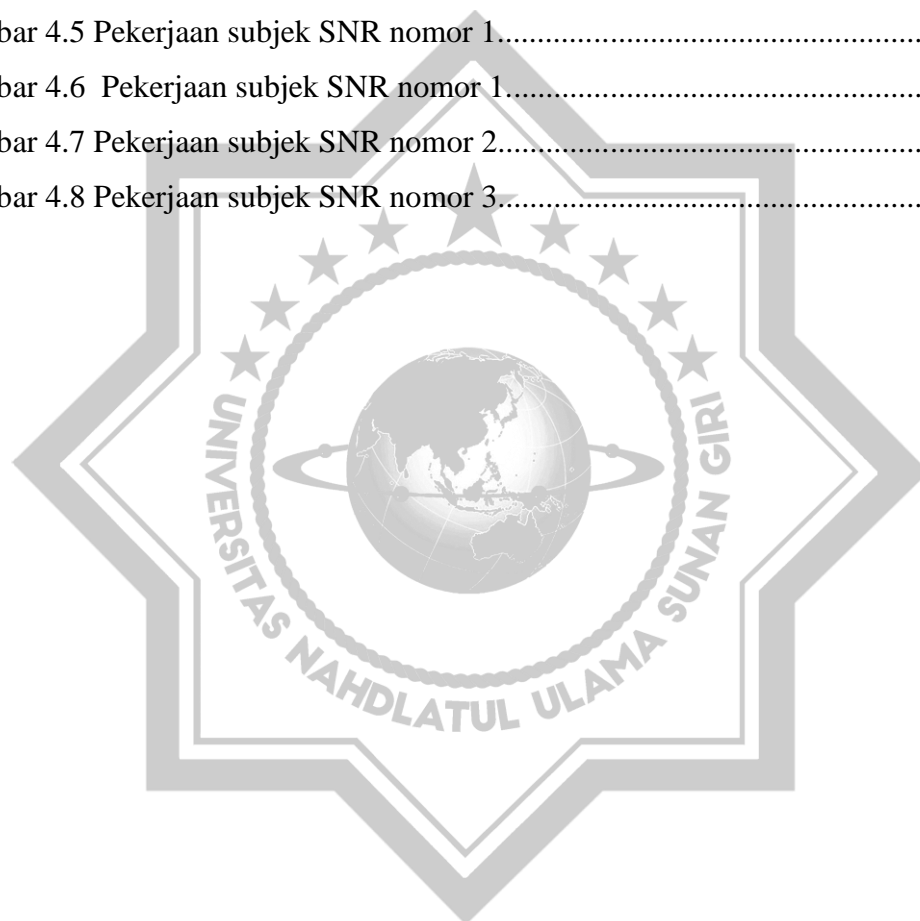 bar 4.5 Pekerjaan subjek SNR nomor 1......................................................
bar 4.6  Pekerjaan subjek SNR nomor 1.....................................................
bar 4.7 Pekerjaan subjek SNR nomor 2......................................................
bar 4.8 Pekerjaan subjek SNR nomor 3......................................................
UNIVERSITAS NAHDLATUL ULAMA SUNAN GIRI